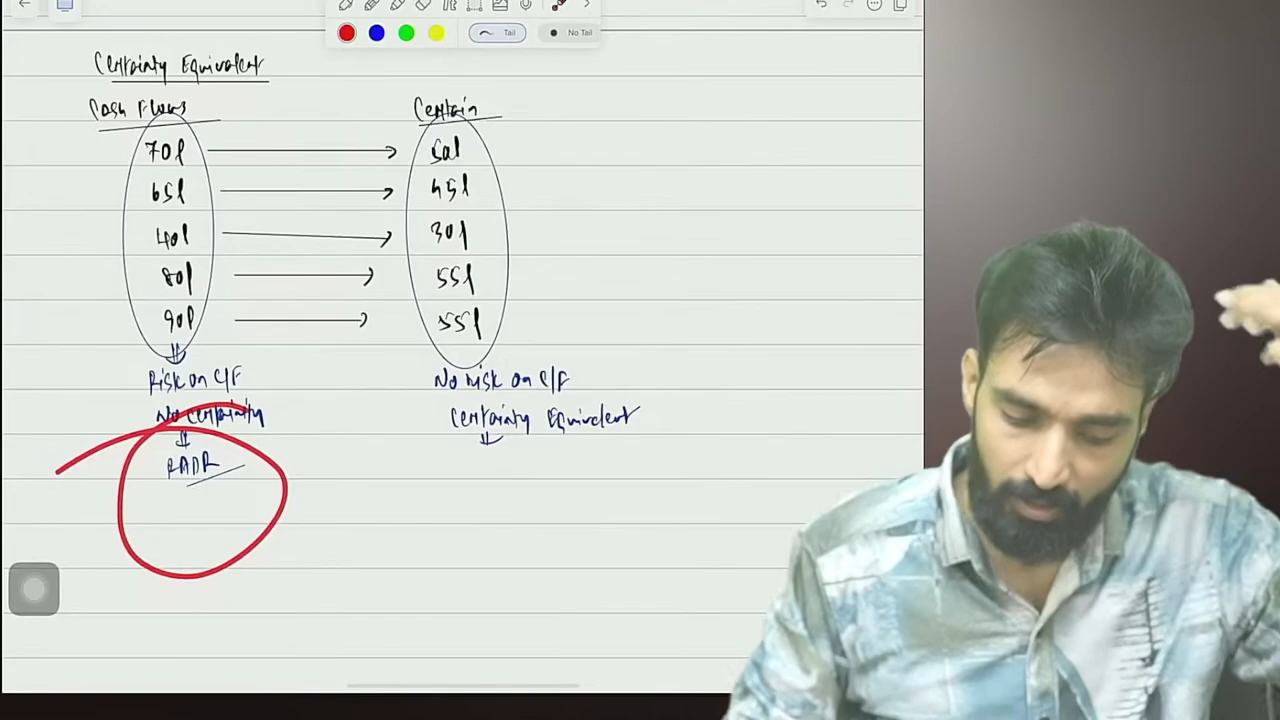 Certainty Equivalent
Cash Flows Certain
70l 50l
65l 45l
40l 30l
80l 55l
90l 55l
Risk on C/F No Risk on C/F
No Certainty Certainty Equivalent
RADR
Tail No Tail